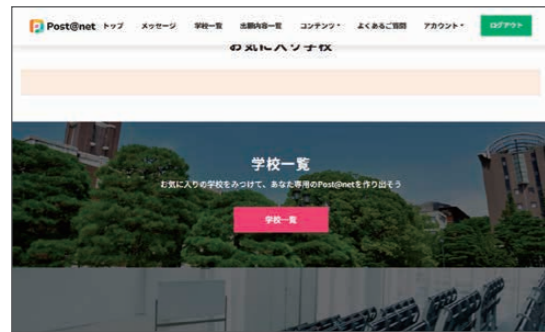 Post@net トップ メッセージ 学校一覧 出願内容一覧 コンテンツ よくあるご質問 アカウント ログアウト
お気に入り学校
学校一覧
お気に入りの学校をみつけて、あなた専用のPost@netを作り出そう
学校一覧